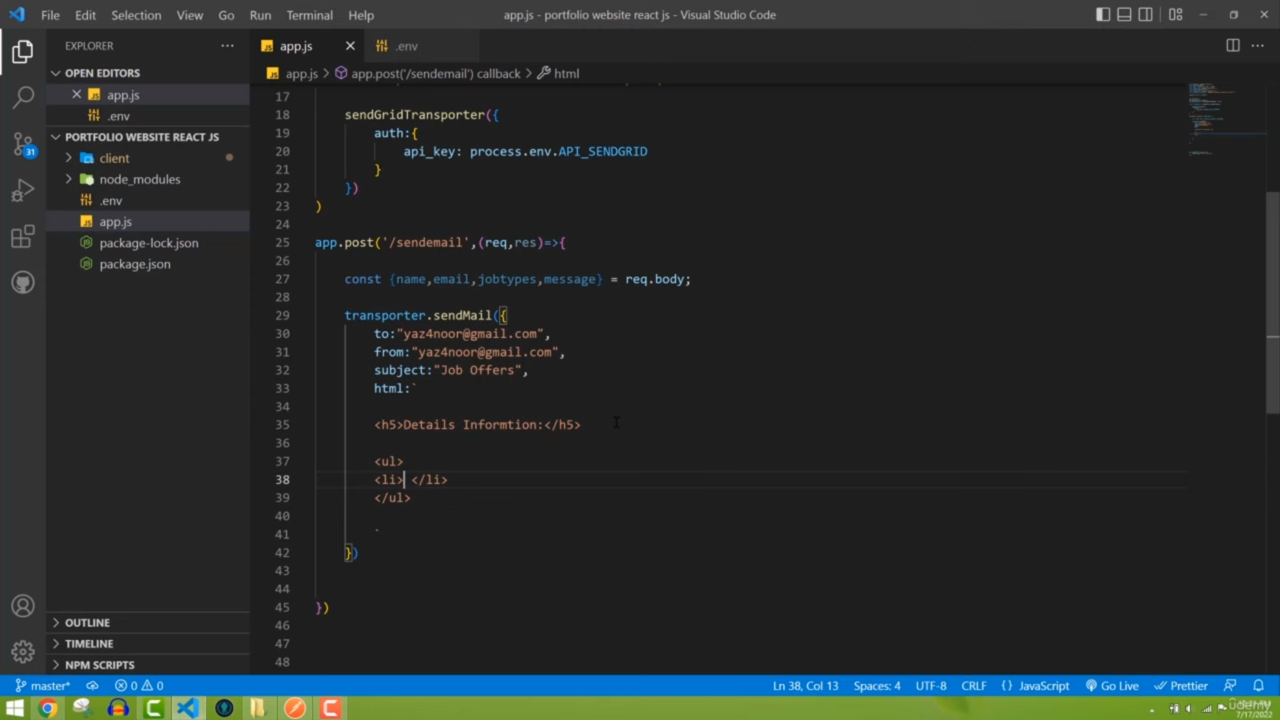 File Edit Selection View Go Run Terminal Help app.js - portfolio website react js - Visual Studio Code
EXPLORER
app.js
.env
OPEN EDITORS
app.js > app.post('/sendemail') callback > html
app.js
.env
PORTFOLIO WEBSITE REACT JS
client
node_modules
.env
app.js
package-lock.json
package.json
31
17
18 sendGridTransporter({
19 auth:{
20 api_key: process.env.API_SENDGRID
21 }
22 })
23 )
24
25 app.post('/sendemail',(req,res)=>{
26
27 const {name,email,jobtypes,message} = req.body;
28
29 transporter.sendMail({
30 to:"yaz4noor@gmail.com",
31 from:"yaz4noor@gmail.com",
32 subject:"Job Offers",
33 html:`
34
35 <h5>Details Informtion:</h5>
36
37 <ul>
38 <li> </li>
39 </ul>
40
41 `
42 })
43
44
45 })
46
47
48
OUTLINE
TIMELINE
NPM SCRIPTS
master* 0 0 Ln 38, Col 13 Spaces: 4 UTF-8 CRLF {} JavaScript Go Live Prettier
7/17/2022